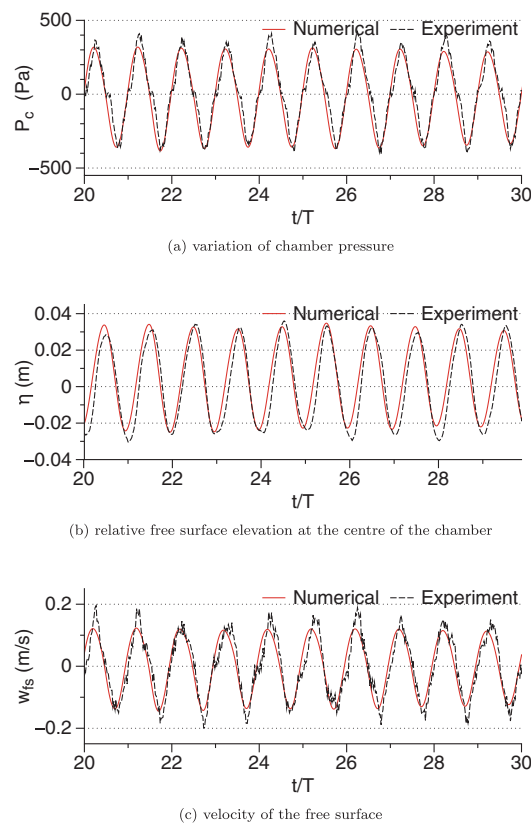 500
0
−500
P_c (Pa)
Numerical Experiment
20 22 24 26 28 30
t/T
(a) variation of chamber pressure
0.04
0.02
0
−0.02
−0.04
η (m)
Numerical Experiment
20 22 24 26 28
t/T
(b) relative free surface elevation at the centre of the chamber
0.2
0
−0.2
w_fs (m/s)
Numerical Experiment
20 22 24 26 28 30
t/T
(c) velocity of the free surface